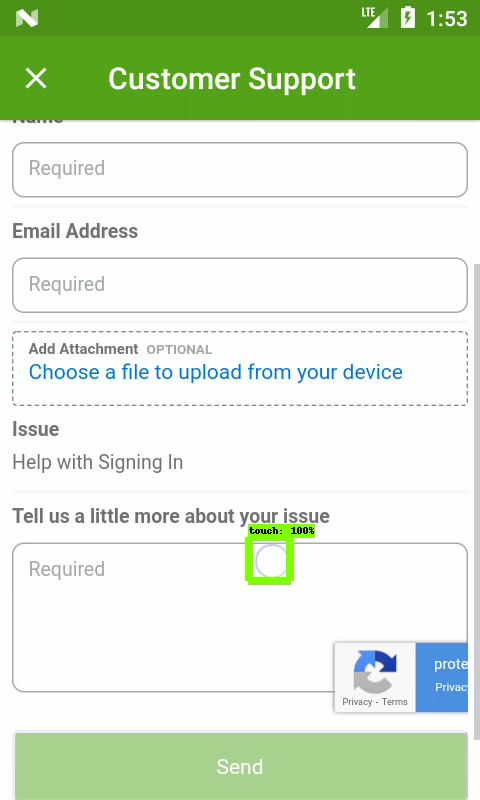 LTE 1:53
Customer Support
Name
Required
Email Address
Required
Add Attachment OPTIONAL
Choose a file to upload from your device
Issue
Help with Signing In
Tell us a little more about your issue
touch: 100%
Required
prote
Privac
Privacy - Terms
Send